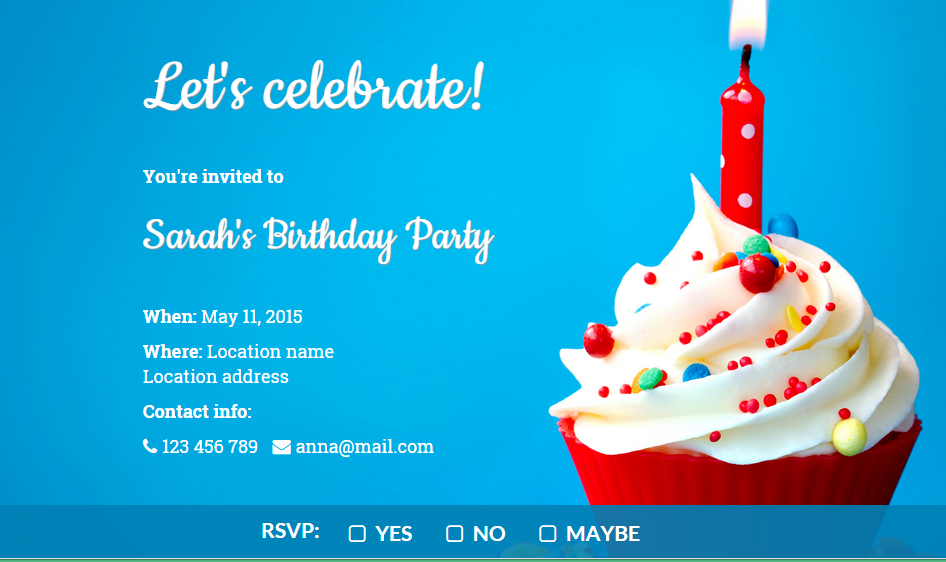 Let's celebrate!
You're invited to
Sarah's Birthday Party
When: May 11, 2015
Where: Location name
Location address
Contact info:
123 456 789 anna@mail.com
RSVP: YES NO MAYBE